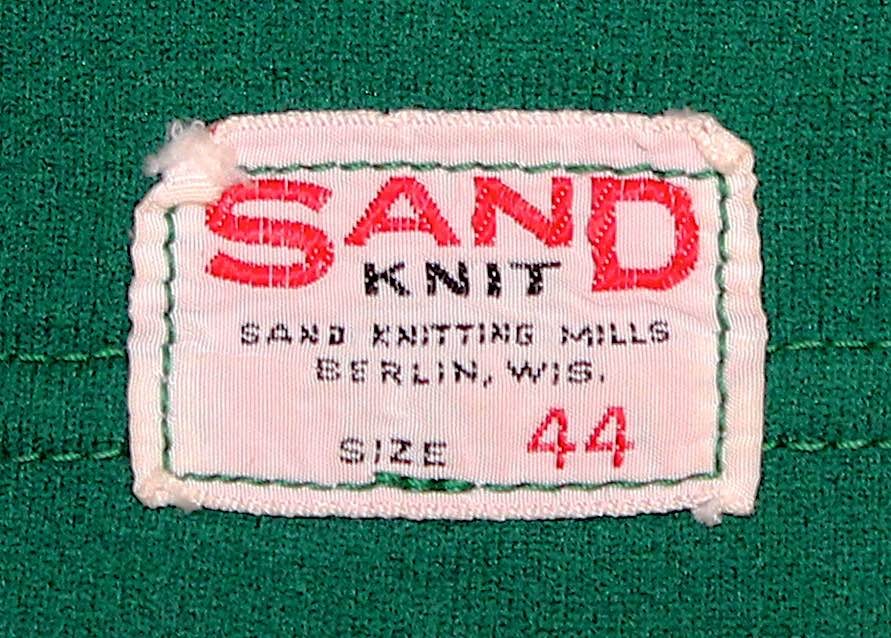 SAND
KNIT
SAND KNITTING MILLS
BERLIN, WIS.
SIZE 44